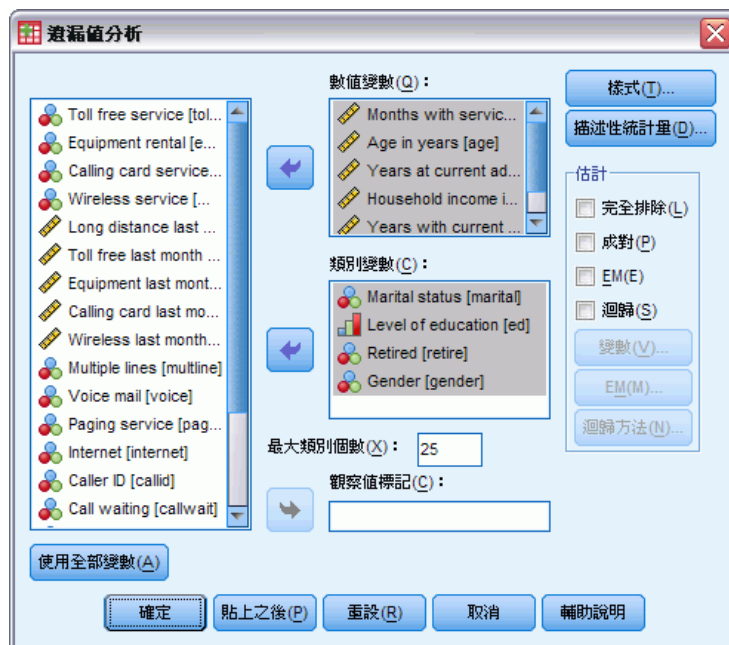 遺漏值分析
Toll free service [tol...
Equipment rental [e...
Calling card service...
Wireless service [...
Long distance last ...
Toll free last month ...
Equipment last mont...
Calling card last mo...
Wireless last month...
Multiple lines [multline]
Voice mail [voice]
Paging service [pag...
Internet [internet]
Caller ID [callid]
Call waiting [callwait]
使用全部變數(A)
數值變數(Q)：
Months with servic...
Age in years [age]
Years at current ad...
Household income i...
Years with current ...
類別變數(C)：
Marital status [marital]
Level of education [ed]
Retired [retire]
Gender [gender]
最大類別個數(X)： 25
觀察值標記(C)：
樣式(T)...
描述性統計量(D)...
估計
完全排除(L)
成對(P)
EM(E)
迴歸(S)
變數(V)...
EM(M)...
迴歸方法(N)...
確定
貼上之後(P)
重設(R)
取消
輔助說明